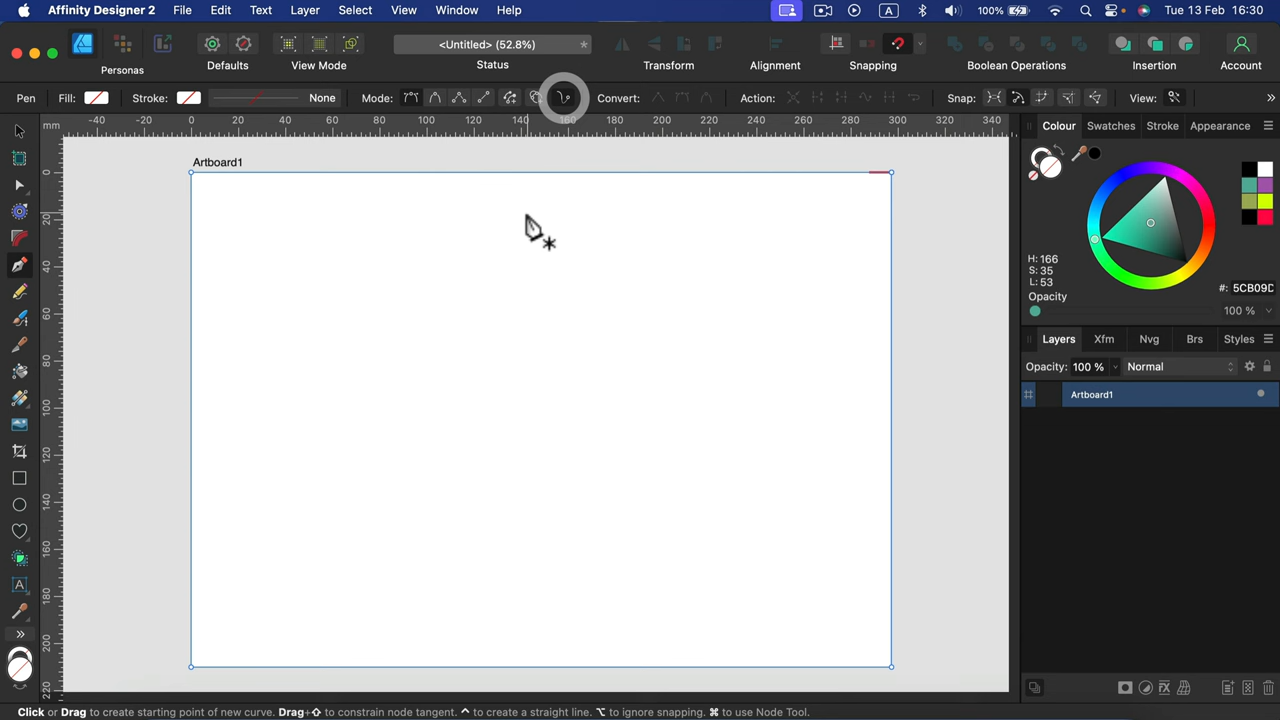 Affinity Designer 2 File Edit Text Layer Select View Window Help A 100% Tue 13 Feb 16:30
<Untitled> (52.8%) *
Personas Defaults View Mode Status Transform Alignment Snapping Boolean Operations Insertion Account
Pen Fill: Stroke: None Mode: Convert: Action: Snap: View: »
mm -40 -20 0 20 40 60 80 100 120 140 160 180 200 220 240 260 280 300 320 340
Colour Swatches Stroke Appearance
Artboard1
0
20
40
60
80
100
120
140
160
180
200
220
H: 166
S: 35
L: 53
#: 5CB09D
Opacity
100 %
Layers Xfm Nvg Brs Styles
Opacity: 100 % Normal
Artboard1
A
»
Click or Drag to create starting point of new curve. Drag+⇧ to constrain node tangent. ^ to create a straight line. ⌥ to ignore snapping. ⌘ to use Node Tool.